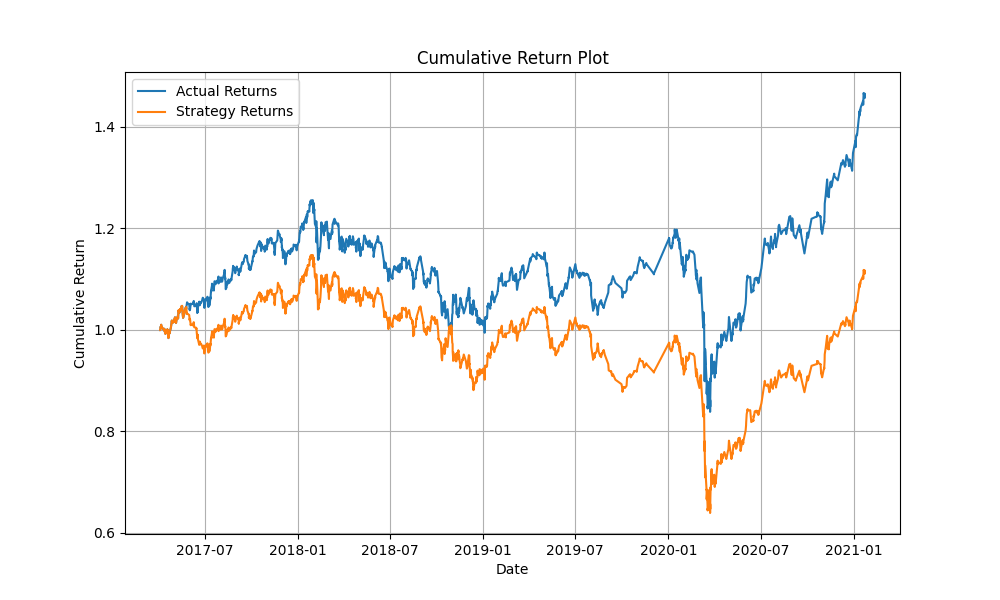 Cumulative Return Plot
Actual Returns
Strategy Returns
Cumulative Return
1.4
1.2
1.0
0.8
0.6
2017-07 2018-01 2018-07 2019-01 2019-07 2020-01 2020-07 2021-01
Date